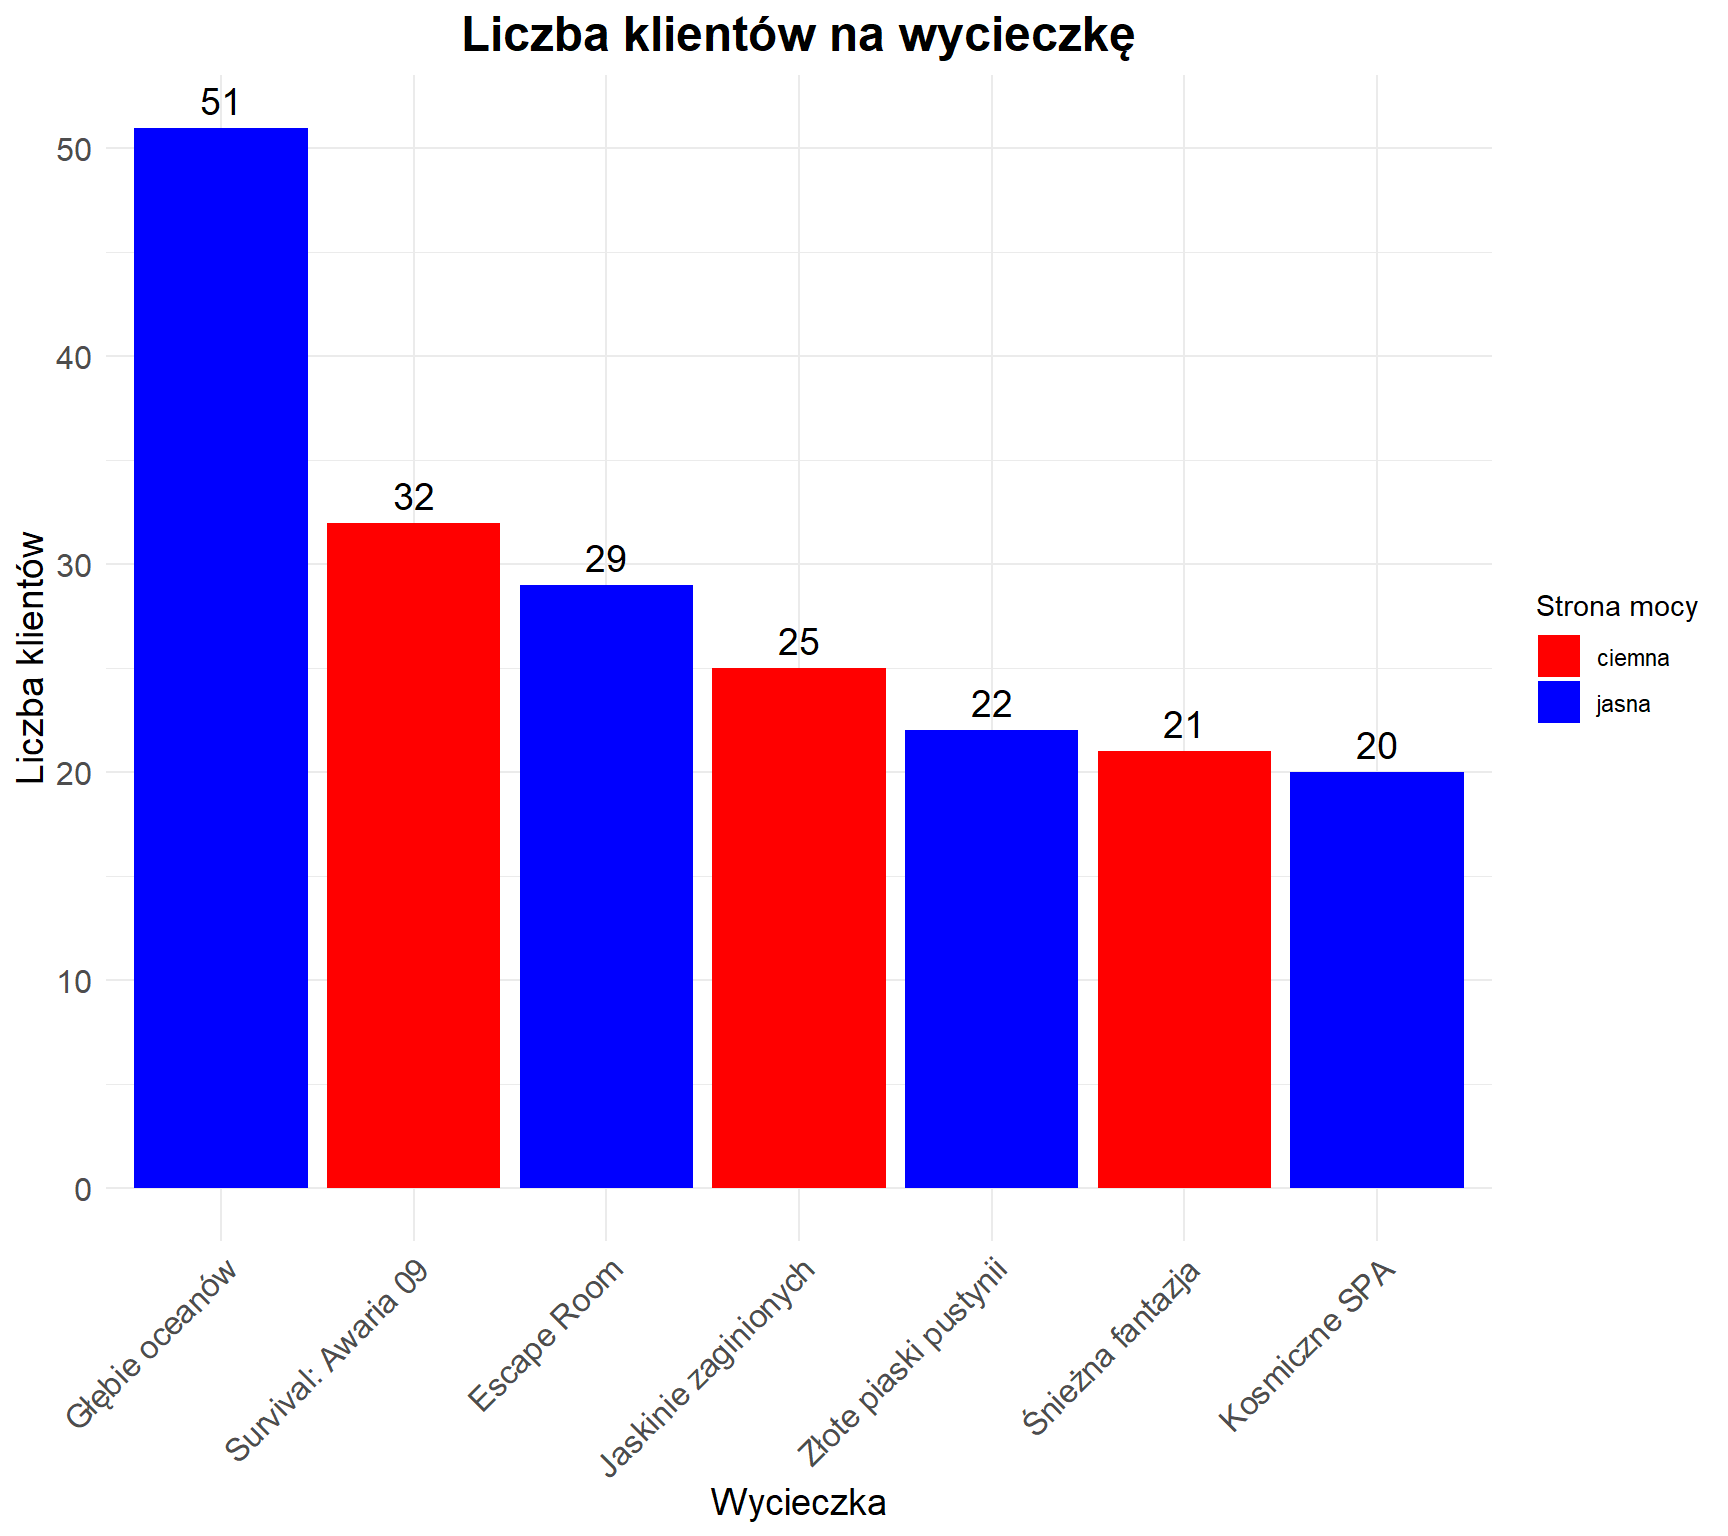 Liczba klientów na wycieczkę
51
32
29
25
22
21
20
50
40
30
20
10
0
Liczba klientów
Strona mocy
ciemna
jasna
Głębie oceanów
Survival: Awaria 09
Escape Room
Jaskinie zaginionych
Złote piaski pustynii
Śnieżna fantazja
Kosmiczne SPA
Wycieczka